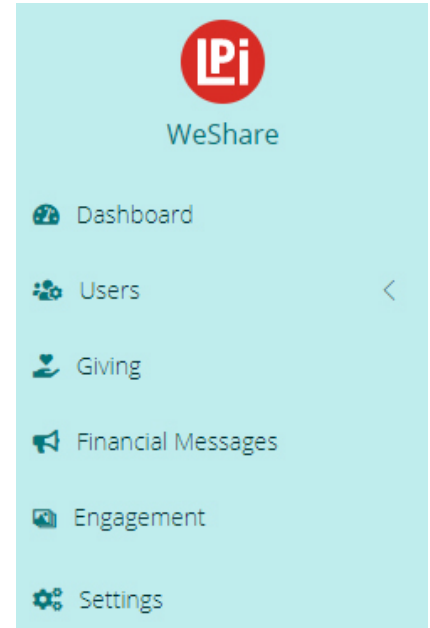 LPi
WeShare
Dashboard
Users
Giving
Financial Messages
Engagement
Settings